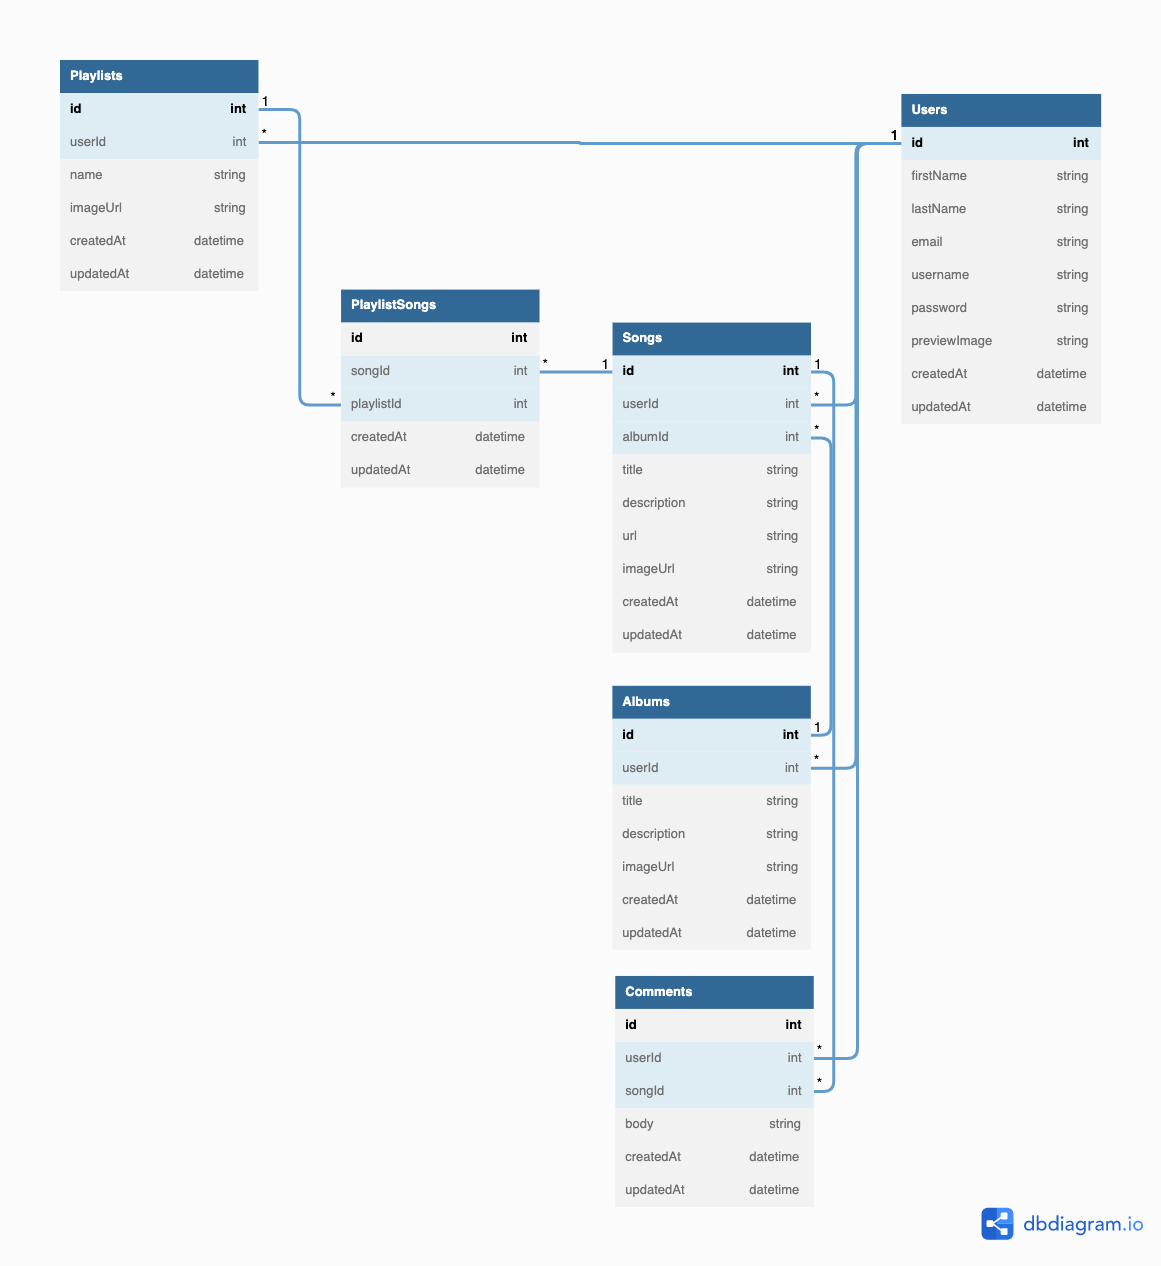 Playlists
id int 1
userId int *
name string
imageUrl string
createdAt datetime
updatedAt datetime
Users
1 id int
firstName string
lastName string
email string
username string
password string
previewImage string
createdAt datetime
updatedAt datetime
PlaylistSongs
id int
songId int *
* playlistId int
createdAt datetime
updatedAt datetime
Songs
1 id int 1
userId int *
albumId int *
title string
description string
url string
imageUrl string
createdAt datetime
updatedAt datetime
Albums
id int 1
userId int *
title string
description string
imageUrl string
createdAt datetime
updatedAt datetime
Comments
id int
userId int *
songId int *
body string
createdAt datetime
updatedAt datetime
dbdiagram.io